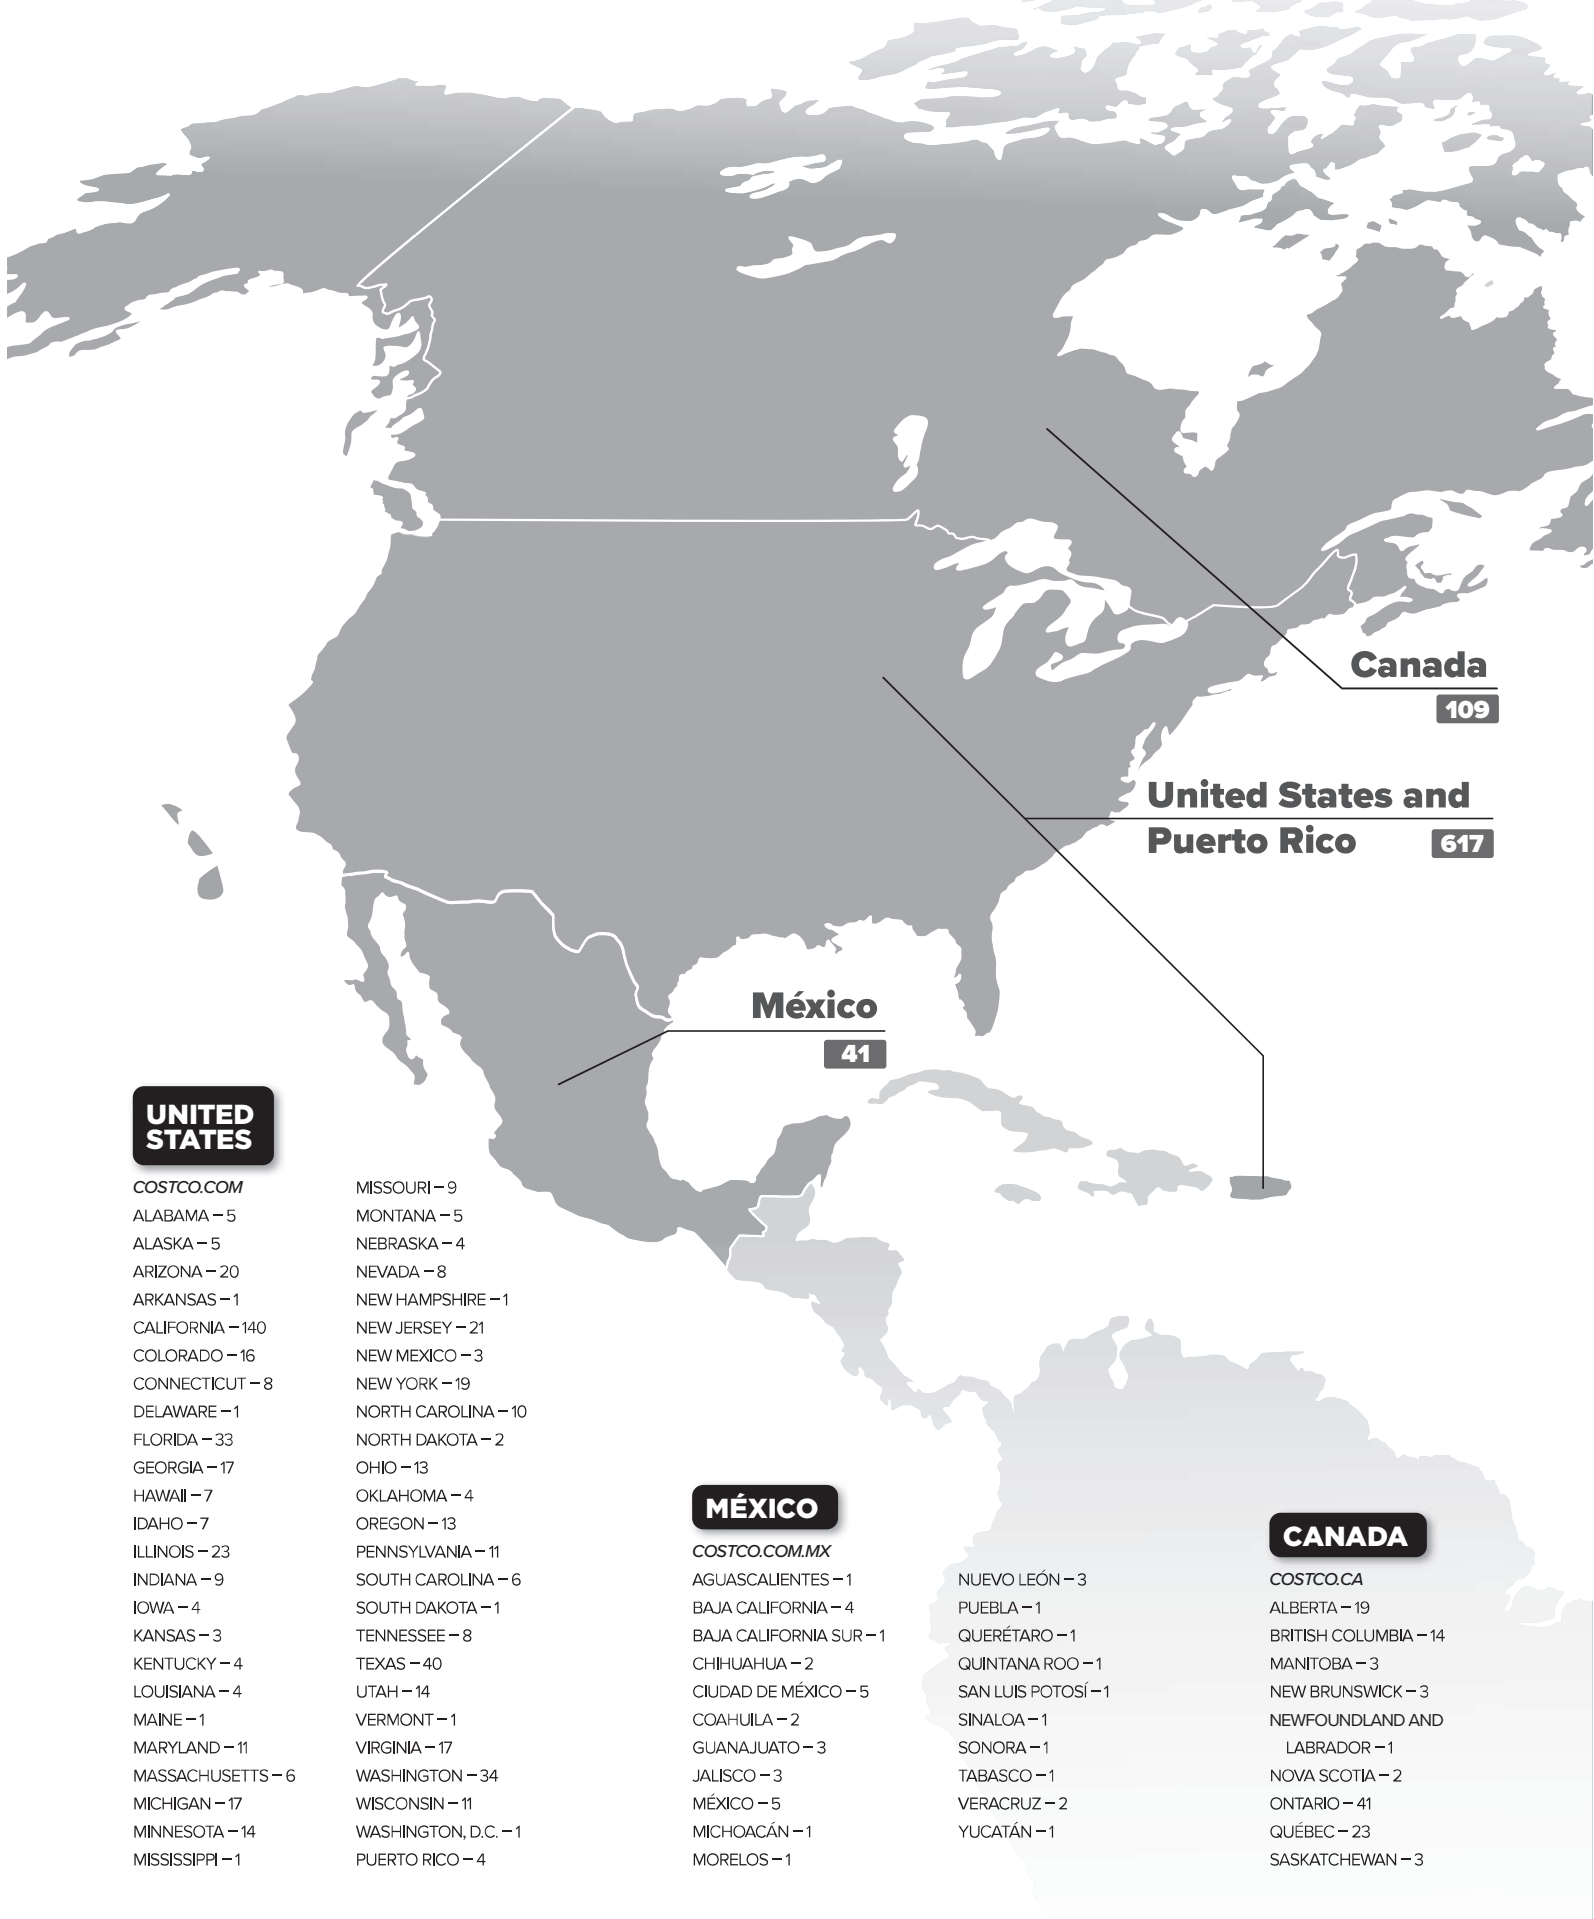 Canada
109
United States and
Puerto Rico 617
México
41
UNITED
STATES
COSTCO.COM
ALABAMA – 5
ALASKA – 5
ARIZONA – 20
ARKANSAS – 1
CALIFORNIA – 140
COLORADO – 16
CONNECTICUT – 8
DELAWARE – 1
FLORIDA – 33
GEORGIA – 17
HAWAII – 7
IDAHO – 7
ILLINOIS – 23
INDIANA – 9
IOWA – 4
KANSAS – 3
KENTUCKY – 4
LOUISIANA – 4
MAINE – 1
MARYLAND – 11
MASSACHUSETTS – 6
MICHIGAN – 17
MINNESOTA – 14
MISSISSIPPI – 1
MISSOURI – 9
MONTANA – 5
NEBRASKA – 4
NEVADA – 8
NEW HAMPSHIRE – 1
NEW JERSEY – 21
NEW MEXICO – 3
NEW YORK – 19
NORTH CAROLINA – 10
NORTH DAKOTA – 2
OHIO – 13
OKLAHOMA – 4
OREGON – 13
PENNSYLVANIA – 11
SOUTH CAROLINA – 6
SOUTH DAKOTA – 1
TENNESSEE – 8
TEXAS – 40
UTAH – 14
VERMONT – 1
VIRGINIA – 17
WASHINGTON – 34
WISCONSIN – 11
WASHINGTON, D.C. – 1
PUERTO RICO – 4
MÉXICO
COSTCO.COM.MX
AGUASCALIENTES – 1
BAJA CALIFORNIA – 4
BAJA CALIFORNIA SUR – 1
CHIHUAHUA – 2
CIUDAD DE MÉXICO – 5
COAHUILA – 2
GUANAJUATO – 3
JALISCO – 3
MÉXICO – 5
MICHOACÁN – 1
MORELOS – 1
NUEVO LEÓN – 3
PUEBLA – 1
QUERÉTARO – 1
QUINTANA ROO – 1
SAN LUIS POTOSÍ – 1
SINALOA – 1
SONORA – 1
TABASCO – 1
VERACRUZ – 2
YUCATÁN – 1
CANADA
COSTCO.CA
ALBERTA – 19
BRITISH COLUMBIA – 14
MANITOBA – 3
NEW BRUNSWICK – 3
NEWFOUNDLAND AND
LABRADOR – 1
NOVA SCOTIA – 2
ONTARIO – 41
QUÉBEC – 23
SASKATCHEWAN – 3